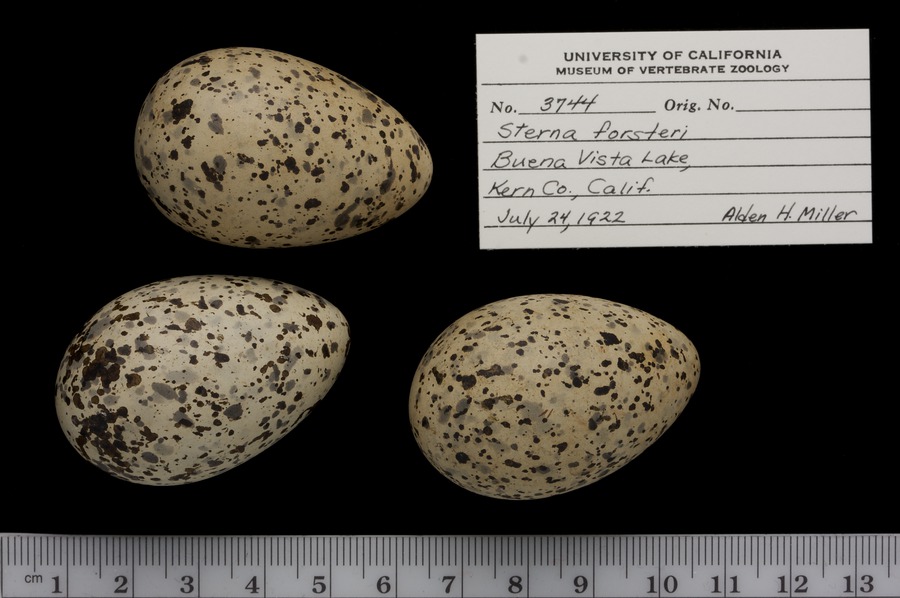 UNIVERSITY OF CALIFORNIA
MUSEUM OF VERTEBRATE ZOOLOGY
No. 3744 Orig. No.
Sterna forsteri
Buena Vista Lake,
Kern Co., Calif.
July 24, 1922 Alden H. Miller
cm 1 2 3 4 5 6 7 8 9 10 11 12 13